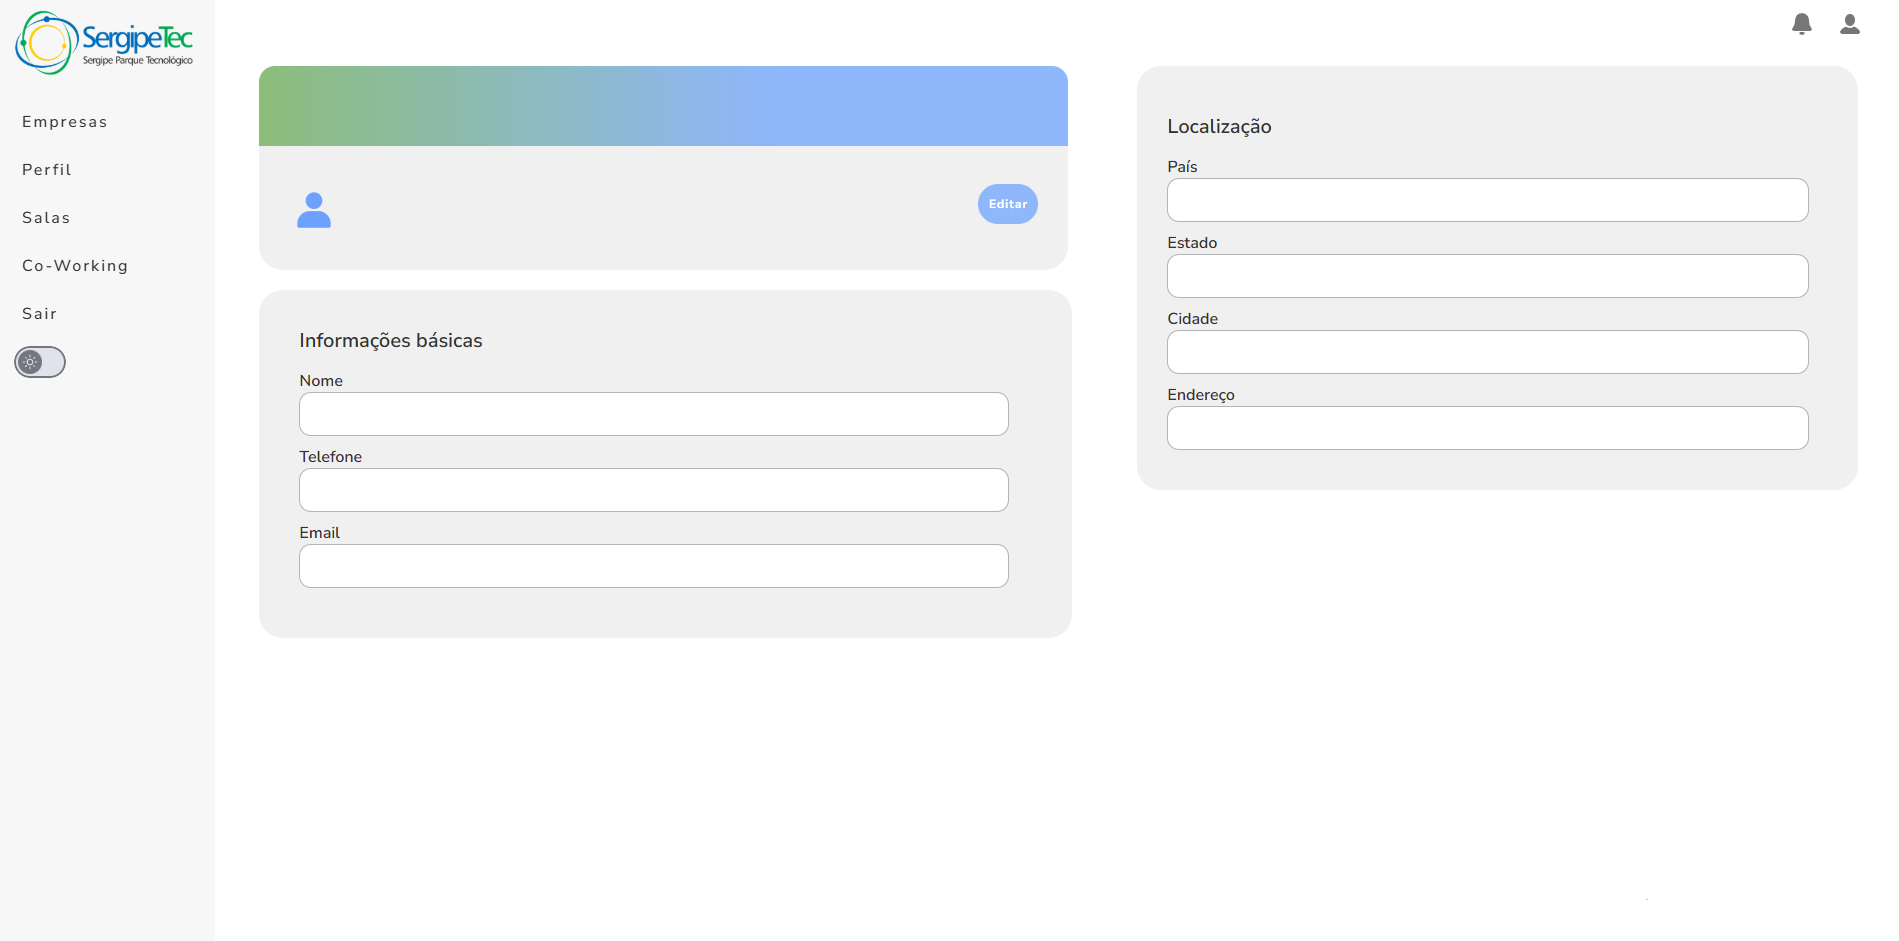 SergipeTec
Sergipe Parque Tecnológico
Empresas
Perfil
Salas
Co-Working
Sair
Editar
Informações básicas
Nome
Telefone
Email
Localização
País
Estado
Cidade
Endereço